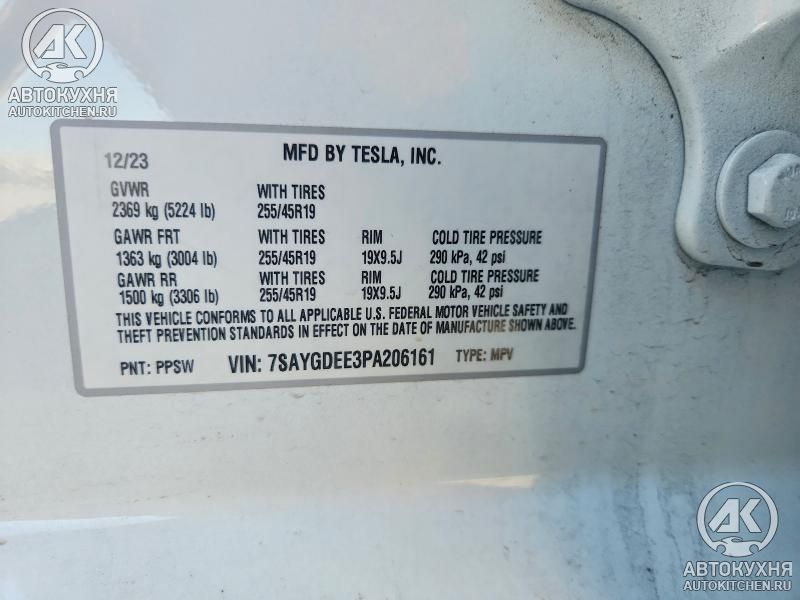 АК
АВТОКУХНЯ
AUTOKITCHEN.RU
12/23 MFD BY TESLA, INC.
GVWR WITH TIRES
2369 kg (5224 lb) 255/45R19
GAWR FRT WITH TIRES RIM COLD TIRE PRESSURE
1363 kg (3004 lb) 255/45R19 19X9.5J 290 kPa, 42 psi
GAWR RR WITH TIRES RIM COLD TIRE PRESSURE
1500 kg (3306 lb) 255/45R19 19X9.5J 290 kPa, 42 psi
THIS VEHICLE CONFORMS TO ALL APPLICABLE U.S. FEDERAL MOTOR VEHICLE SAFETY AND
THEFT PREVENTION STANDARDS IN EFFECT ON THE DATE OF MANUFACTURE SHOWN ABOVE.
PNT: PPSW VIN: 7SAYGDEE3PA206161 TYPE: MPV
АК
АВТОКУХНЯ
AUTOKITCHEN.RU